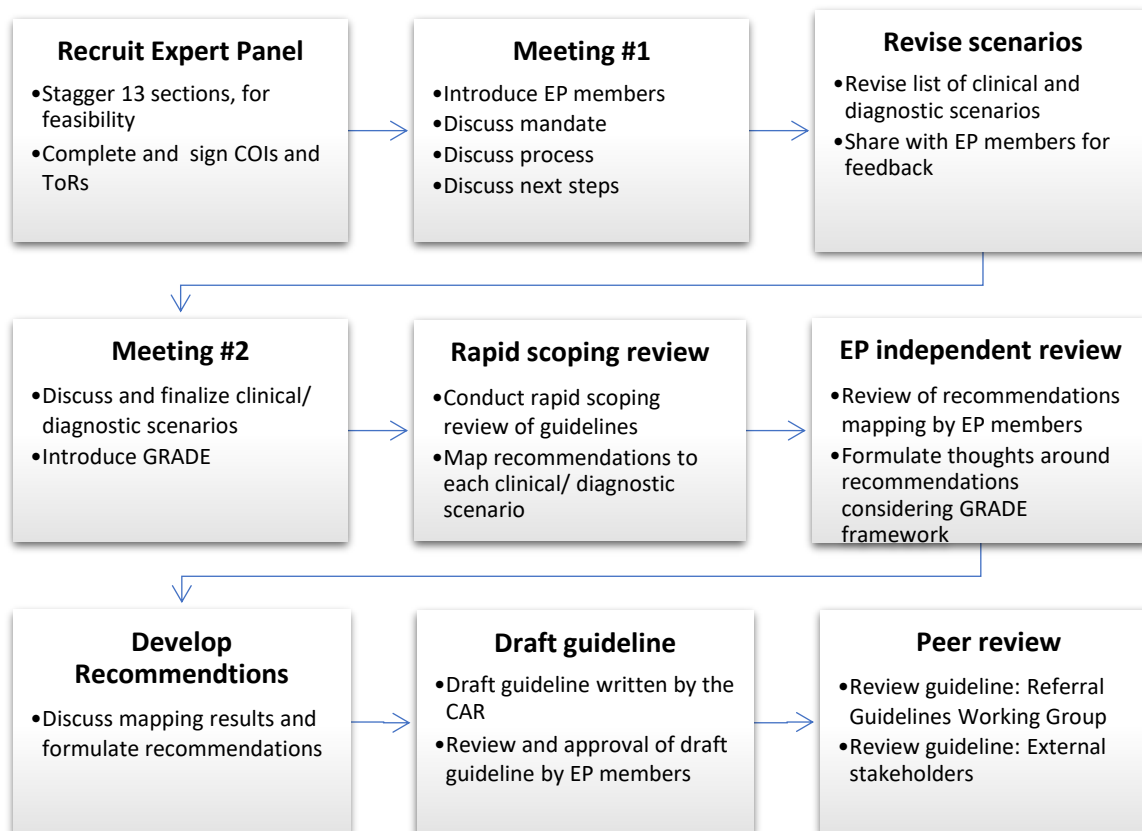 Recruit Expert Panel
•Stagger 13 sections, for
feasibility
•Complete and sign COIs and
ToRs
Meeting #1
•Introduce EP members
•Discuss mandate
•Discuss process
•Discuss next steps
Revise scenarios
•Revise list of clinical and
diagnostic scenarios
•Share with EP members for
feedback
Meeting #2
•Discuss and finalize clinical/
diagnostic scenarios
•Introduce GRADE
Rapid scoping review
•Conduct rapid scoping
review of guidelines
•Map recommendations to
each clinical/ diagnostic
scenario
EP independent review
•Review of recommendations
mapping by EP members
•Formulate thoughts around
recommendations
considering GRADE
framework
Develop
Recommendtions
•Discuss mapping results and
formulate recommendations
Draft guideline
•Draft guideline written by the
CAR
•Review and approval of draft
guideline by EP members
Peer review
•Review guideline: Referral
Guidelines Working Group
•Review guideline: External
stakeholders